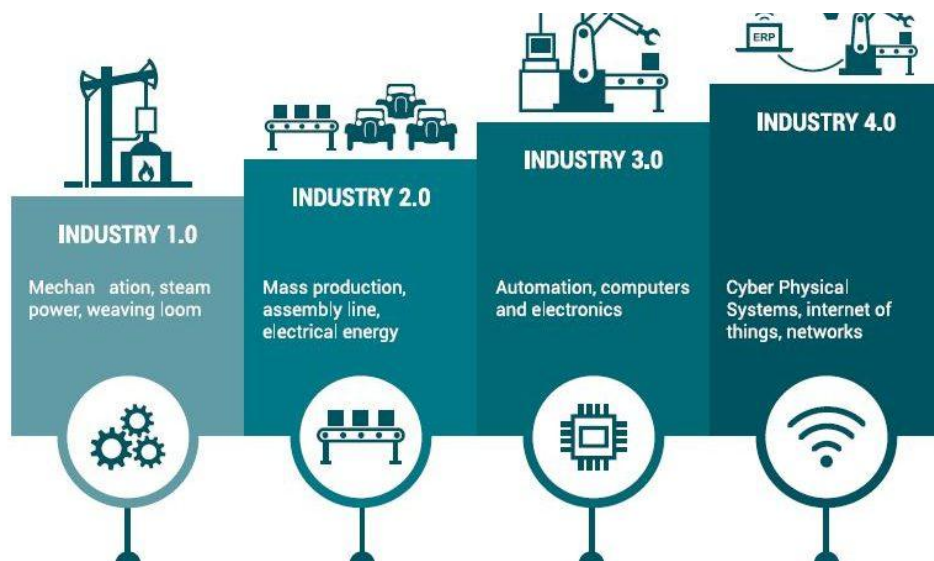 ERP
INDUSTRY 1.0
Mechan ation, steam
power, weaving loom
INDUSTRY 2.0
Mass production,
assembly line,
electrical energy
INDUSTRY 3.0
Automation, computers
and electronics
INDUSTRY 4.0
Cyber Physical
Systems, internet of
things, networks